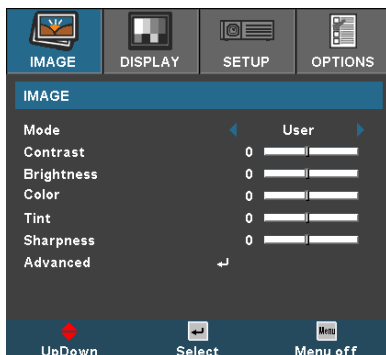 IMAGE DISPLAY SETUP OPTIONS
IMAGE
Mode User
Contrast 0
Brightness 0
Color 0
Tint 0
Sharpness 0
Advanced
Menu
UpDown Select Menu off